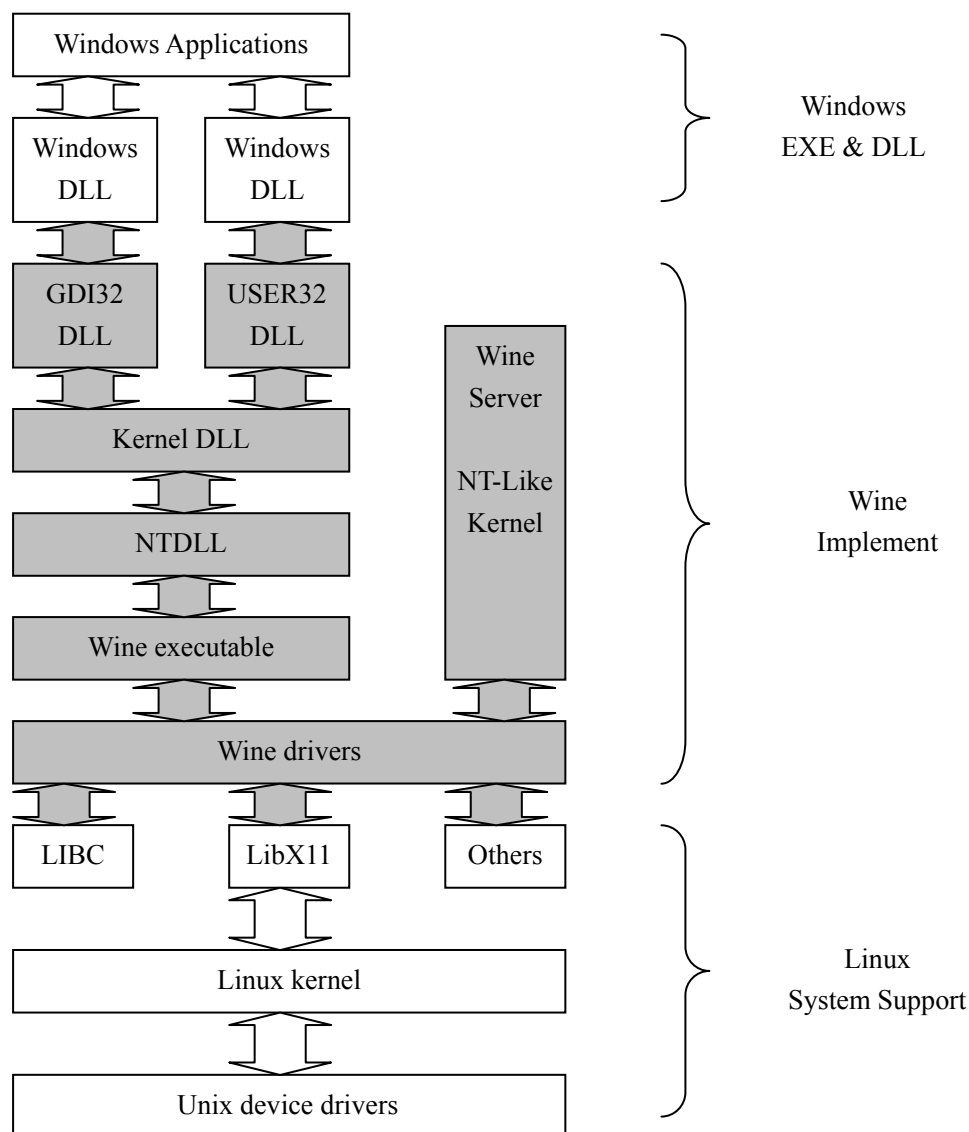 Windows Applications
Windows
EXE & DLL
Windows
DLL
Windows
DLL
GDI32
DLL
USER32
DLL
Wine
Server
NT-Like
Kernel
Kernel DLL
NTDLL
Wine
Implement
Wine executable
Wine drivers
LIBC
LibX11
Others
Linux kernel
Linux
System Support
Unix device drivers